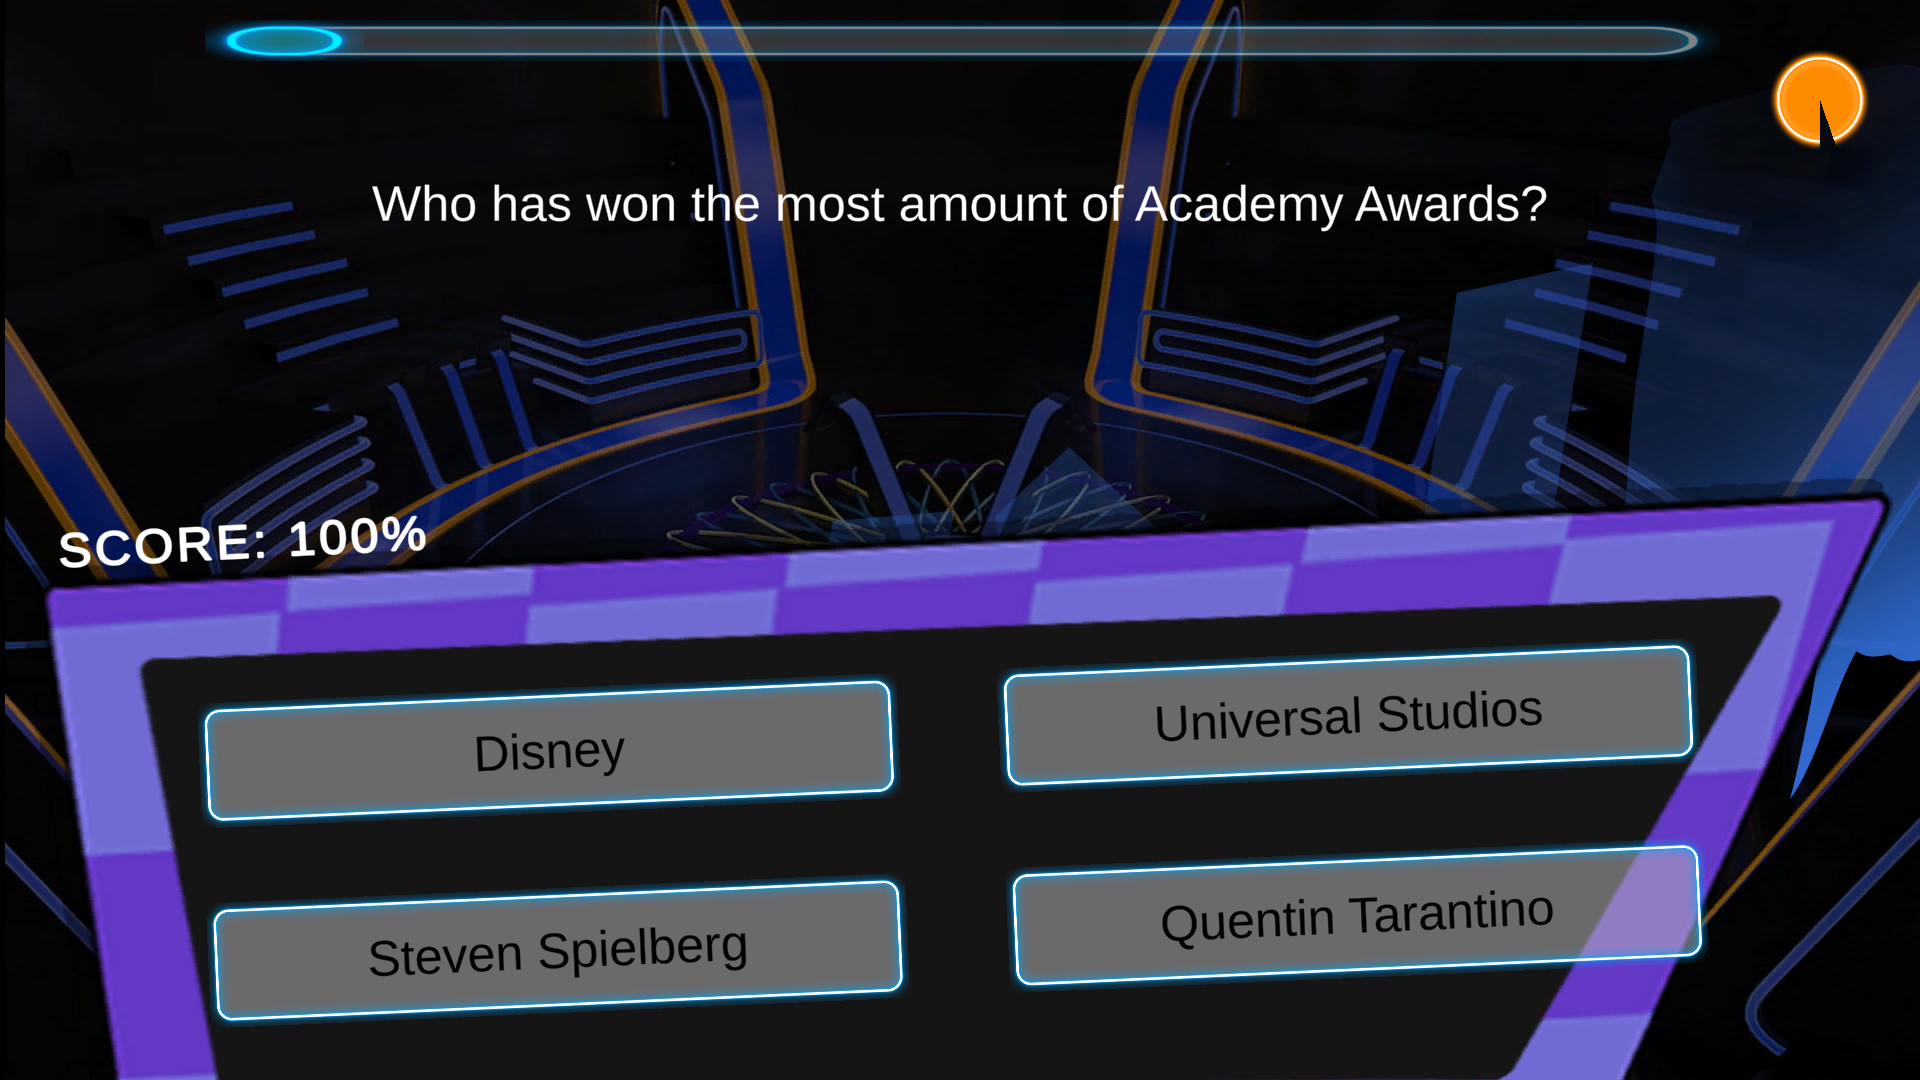 Who has won the most amount of Academy Awards?
SCORE: 100%
Disney
Universal Studios
Steven Spielberg
Quentin Tarantino